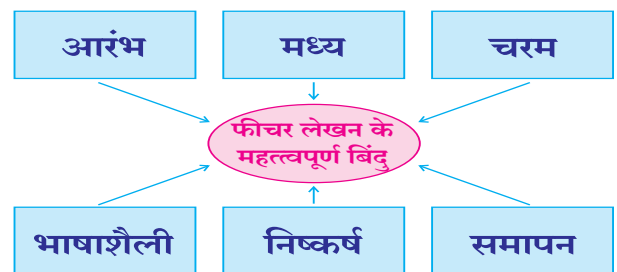 आरंभ
मध्य
चरम
फीचर लेखन के
महत्त्वपूर्ण बिंदु
भाषाशैली
निष्कर्ष
समापन